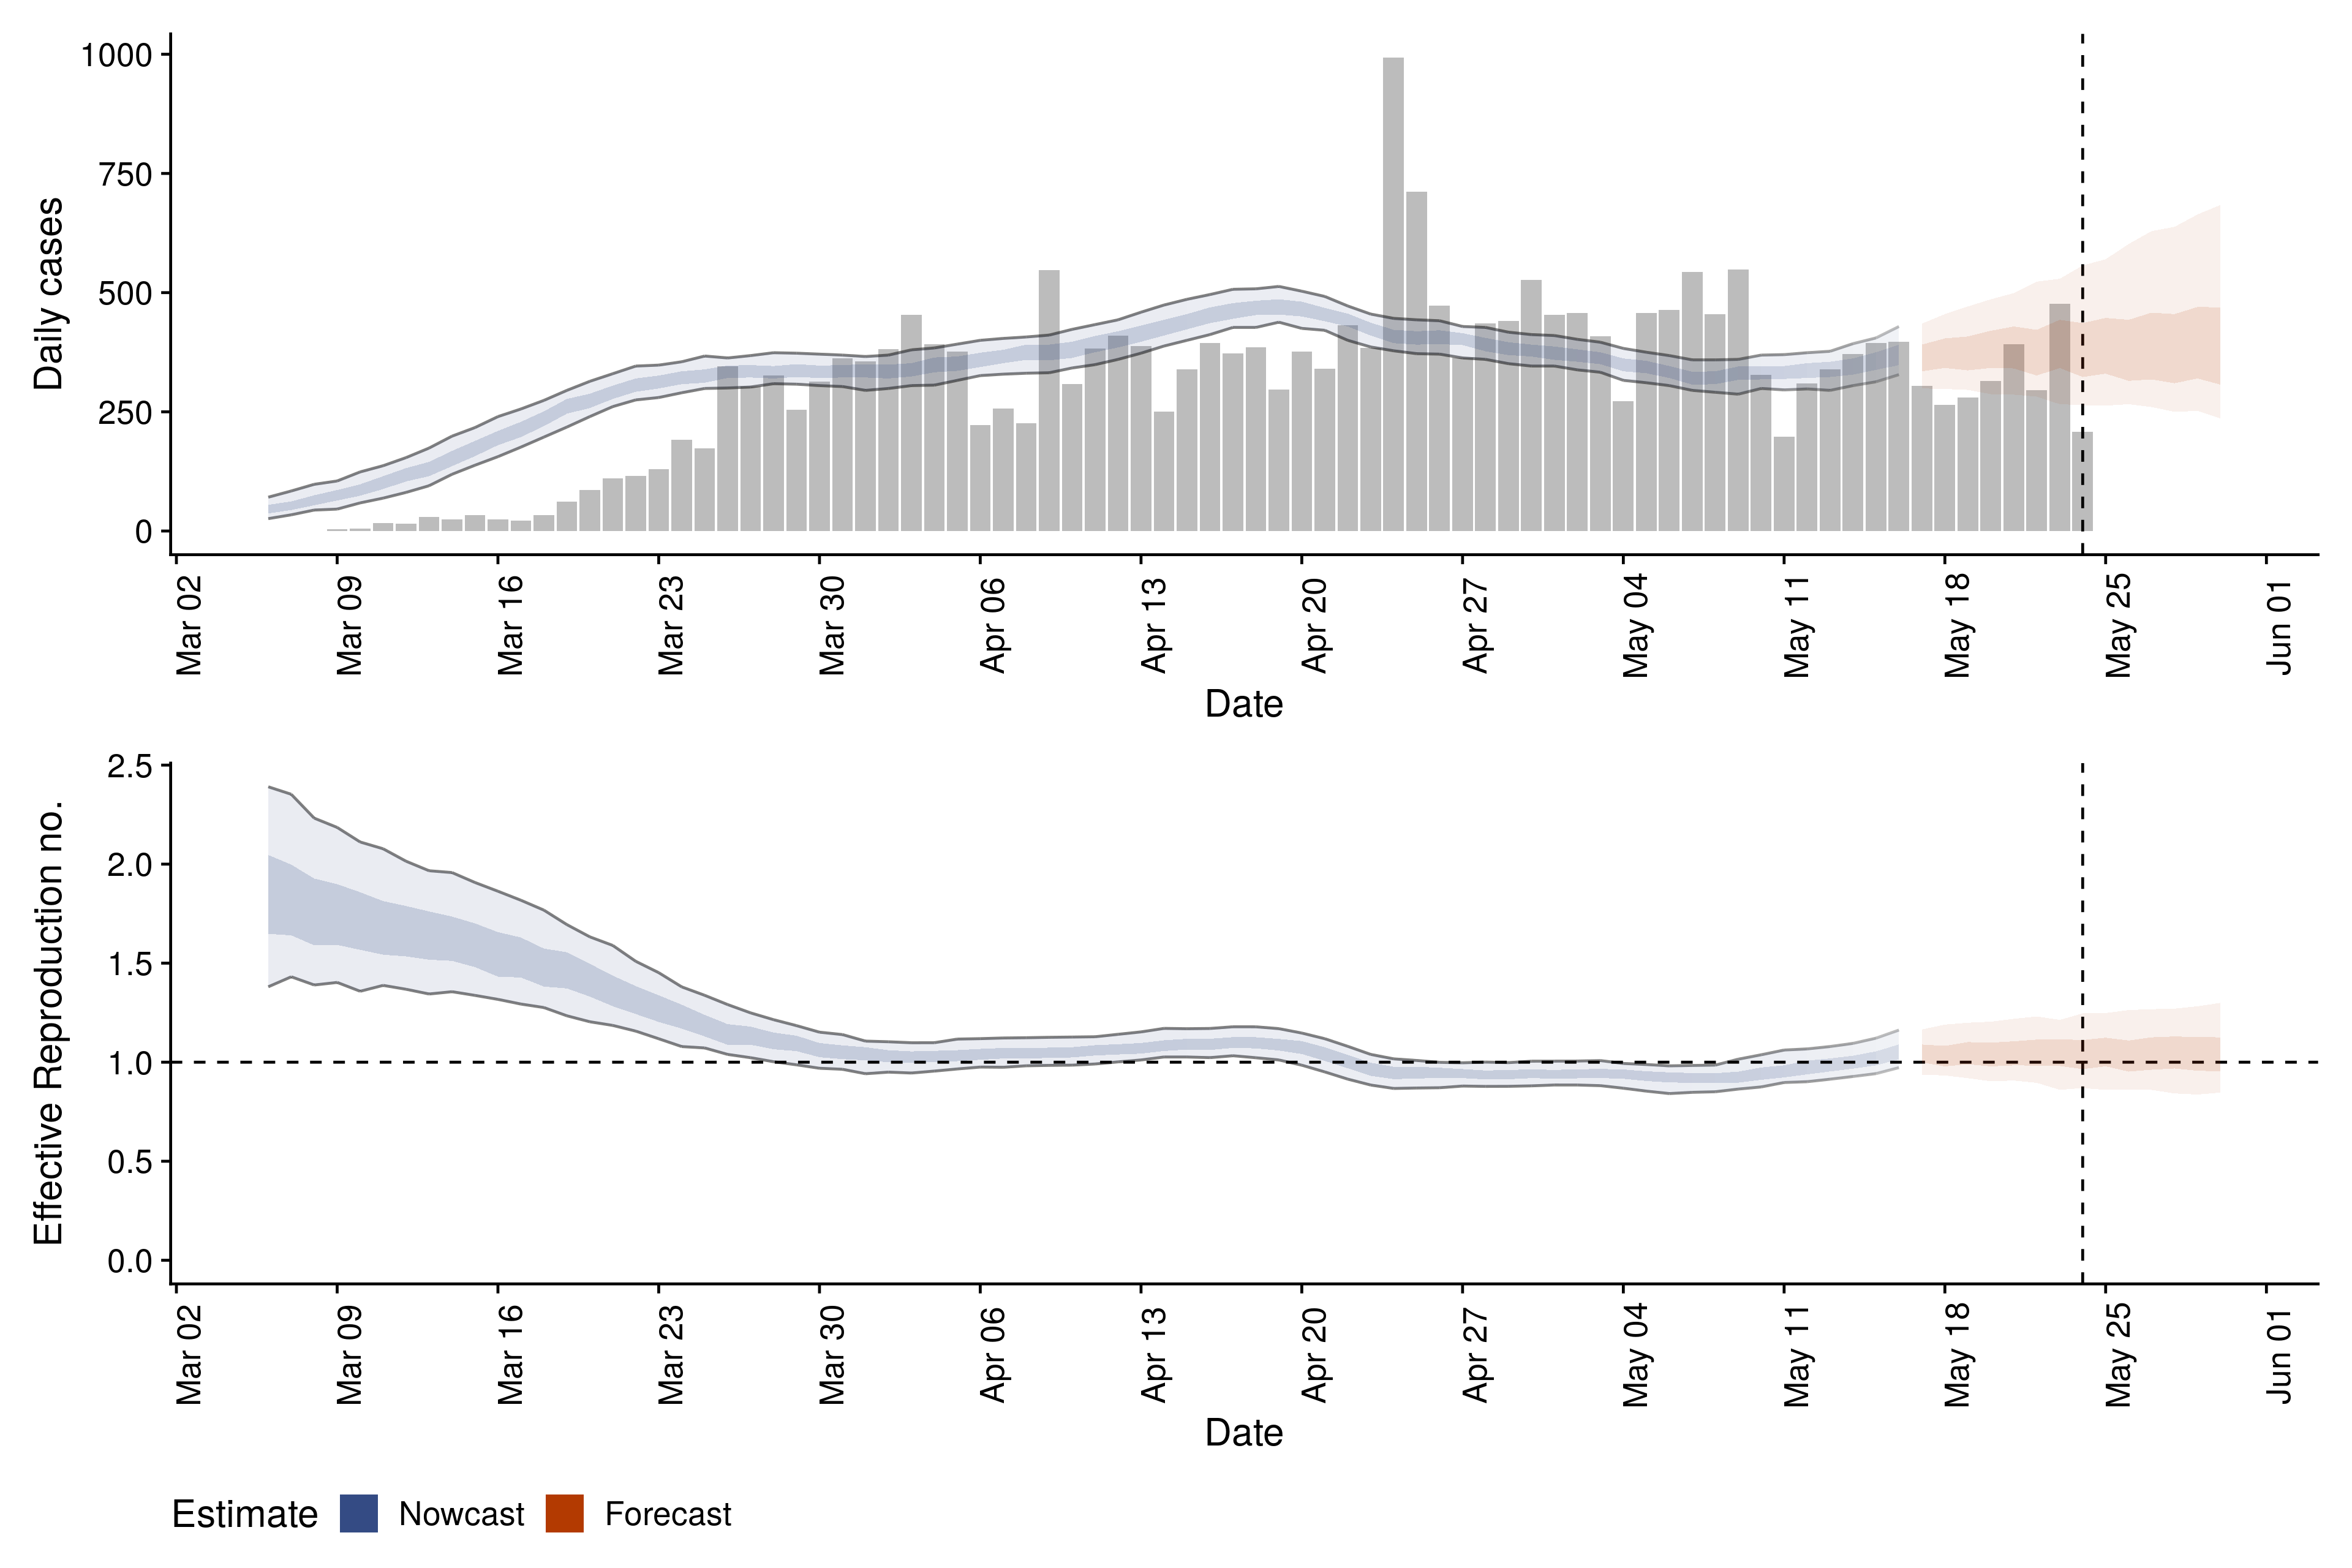 1000
750
500
250
0
Daily cases
Mar 02
Mar 09
Mar 16
Mar 23
Mar 30
Apr 06
Apr 13
Apr 20
Apr 27
May 04
May 11
May 18
May 25
Jun 01
Date
2.5
2.0
1.5
1.0
0.5
0.0
Effective Reproduction no.
Mar 02
Mar 09
Mar 16
Mar 23
Mar 30
Apr 06
Apr 13
Apr 20
Apr 27
May 04
May 11
May 18
May 25
Jun 01
Date
Estimate Nowcast Forecast